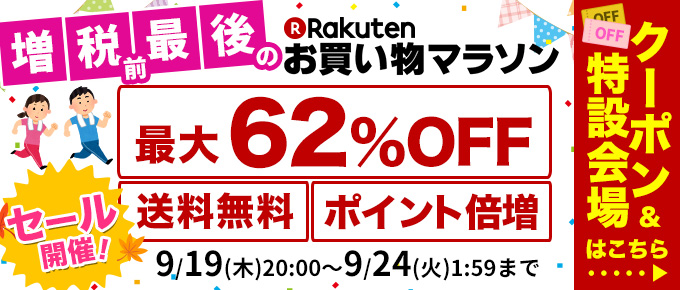 増税前最後の
Rakuten
お買い物マラソン
最大62%OFF
送料無料
ポイント倍増
セール
開催！
9/19(木)20:00～9/24(火)1:59まで
OFF
OFF
クーポン&
特設会場
はこちら